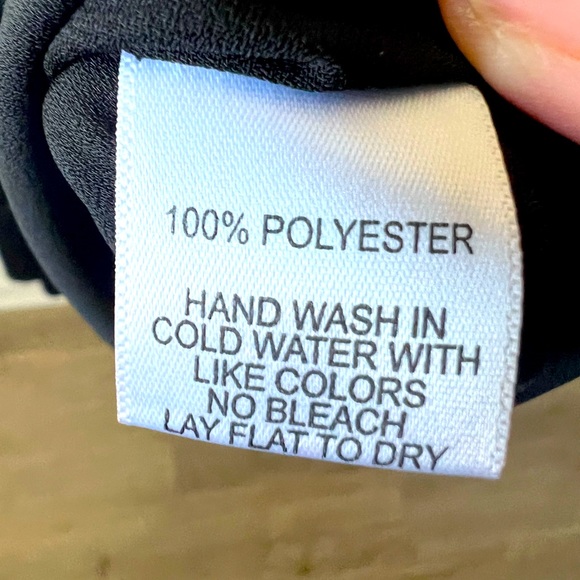 100% POLYESTER
HAND WASH IN
COLD WATER WITH
LIKE COLORS
NO BLEACH
LAY FLAT TO DRY